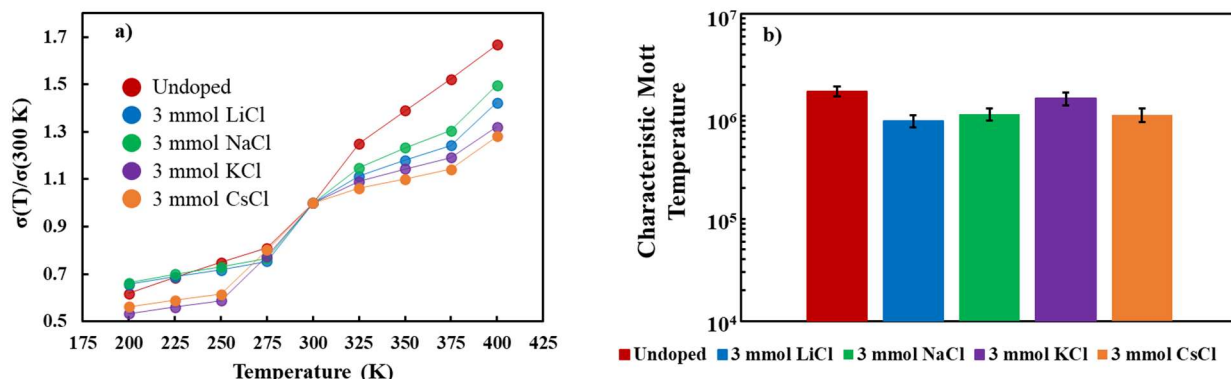 a)
σ(T)/σ(300 K)
1.7
1.5
1.3
1.1
0.9
0.7
0.5
Undoped
3 mmol LiCl
3 mmol NaCl
3 mmol KCl
3 mmol CsCl
175 200 225 250 275 300 325 350 375 400 425
Temperature (K)
b)
Characteristic Mott
Temperature
10⁷
10⁶
10⁵
10⁴
Undoped 3 mmol LiCl 3 mmol NaCl 3 mmol KCl 3 mmol CsCl